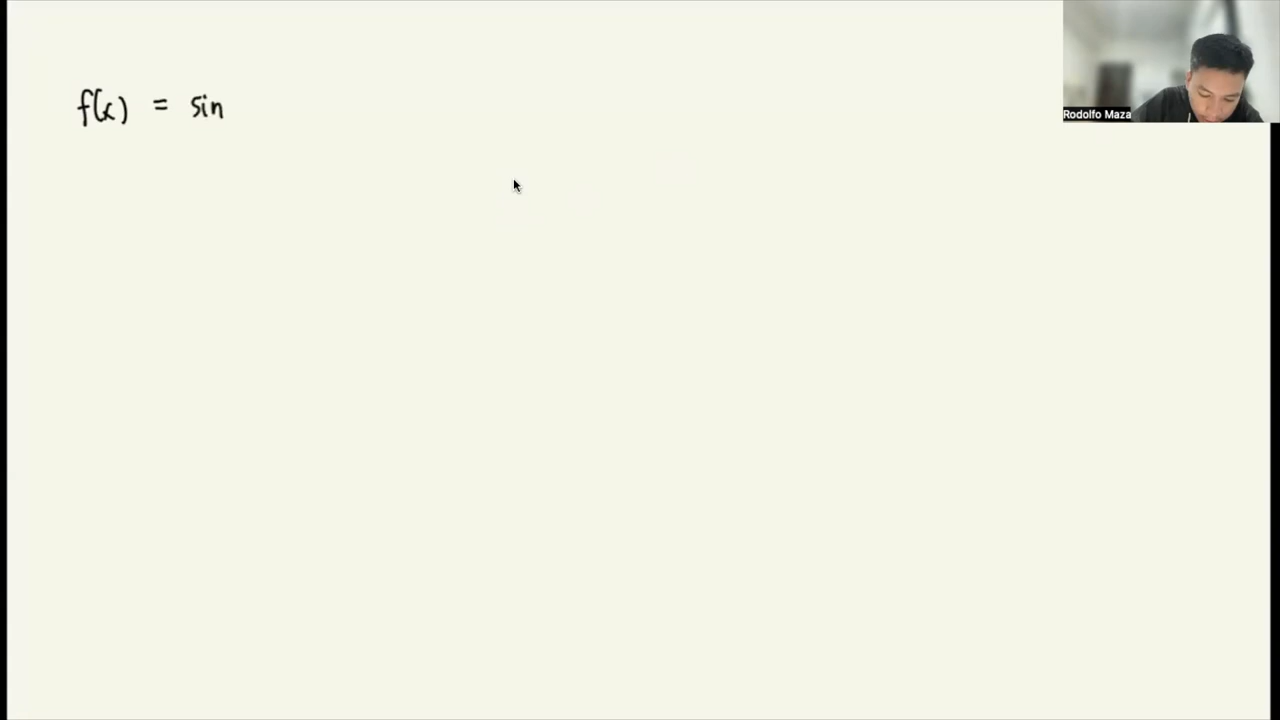 f(x) = sin
Rodolfo Maza